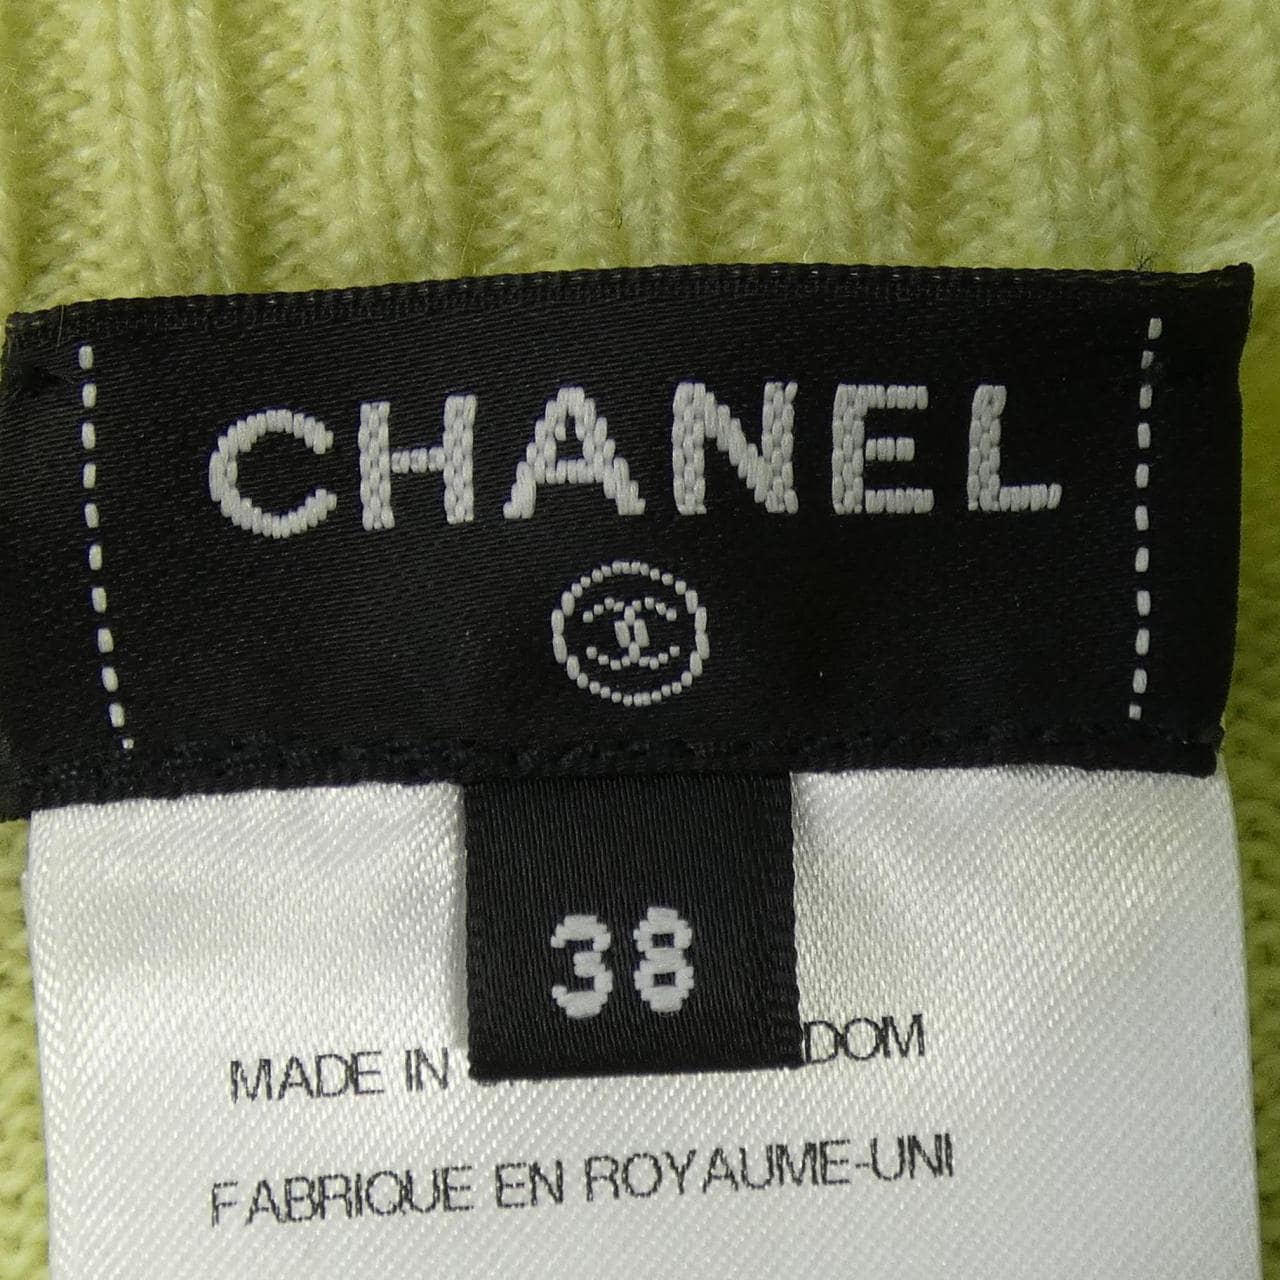 CHANEL
38
MADE IN DOM
FABRIQUE EN ROYAUME-UNI